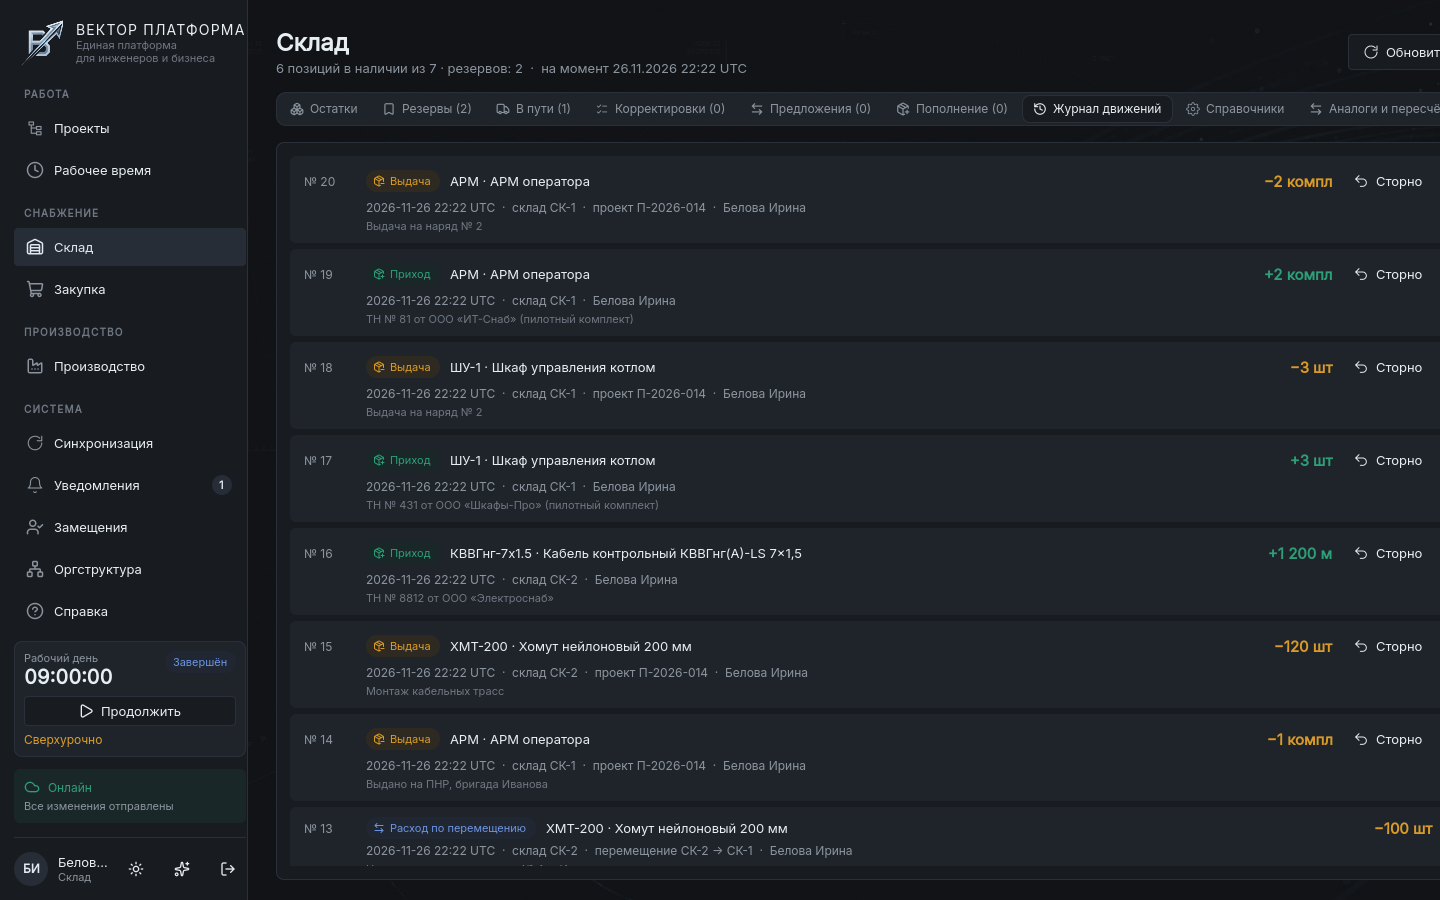 ВЕКТОР ПЛАТФОРМА
Единая платформа
для инженеров и бизнеса
РАБОТА
Проекты
Рабочее время
СНАБЖЕНИЕ
Склад
Закупка
ПРОИЗВОДСТВО
Производство
СИСТЕМА
Синхронизация
Уведомления 1
Замещения
Оргструктура
Справка
Рабочий день
Завершён
09:00:00
Продолжить
Сверхурочно
Онлайн
Все изменения отправлены
БИ
Белов...
Склад
Склад
6 позиций в наличии из 7 · резервов: 2 · на момент 26.11.2026 22:22 UTC
Обновит
Остатки Резервы (2) В пути (1) Корректировки (0) Предложения (0) Пополнение (0) Журнал движений Справочники Аналоги и пересчё
№ 20 Выдача АРМ · АРМ оператора −2 компл Сторно
2026-11-26 22:22 UTC · склад СК-1 · проект П-2026-014 · Белова Ирина
Выдача на наряд № 2
№ 19 Приход АРМ · АРМ оператора +2 компл Сторно
2026-11-26 22:22 UTC · склад СК-1 · Белова Ирина
ТН № 81 от ООО «ИТ-Снаб» (пилотный комплект)
№ 18 Выдача ШУ-1 · Шкаф управления котлом −3 шт Сторно
2026-11-26 22:22 UTC · склад СК-1 · проект П-2026-014 · Белова Ирина
Выдача на наряд № 2
№ 17 Приход ШУ-1 · Шкаф управления котлом +3 шт Сторно
2026-11-26 22:22 UTC · склад СК-1 · Белова Ирина
ТН № 431 от ООО «Шкафы-Про» (пилотный комплект)
№ 16 Приход КВВГнг-7х1.5 · Кабель контрольный КВВГнг(А)-LS 7×1,5 +1 200 м Сторно
2026-11-26 22:22 UTC · склад СК-2 · Белова Ирина
ТН № 8812 от ООО «Электроснаб»
№ 15 Выдача ХМТ-200 · Хомут нейлоновый 200 мм −120 шт Сторно
2026-11-26 22:22 UTC · склад СК-2 · проект П-2026-014 · Белова Ирина
Монтаж кабельных трасс
№ 14 Выдача АРМ · АРМ оператора −1 компл Сторно
2026-11-26 22:22 UTC · склад СК-1 · проект П-2026-014 · Белова Ирина
Выдано на ПНР, бригада Иванова
№ 13 Расход по перемещению ХМТ-200 · Хомут нейлоновый 200 мм −100 шт
2026-11-26 22:22 UTC · склад СК-2 · перемещение СК-2 → СК-1 · Белова Ирина